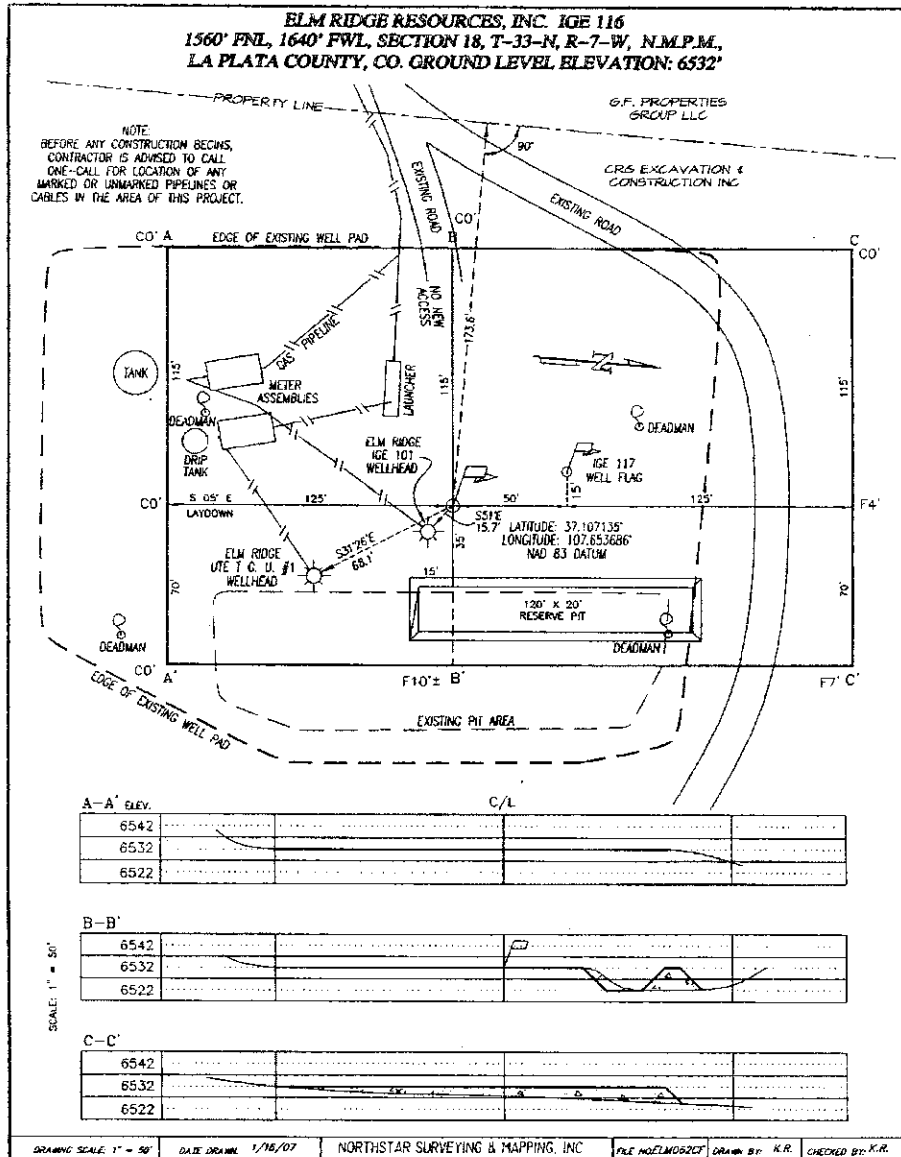 ELM RIDGE RESOURCES, INC. IGE 116
1560' FNL, 1640' FWL, SECTION 18, T-33-N, R-7-W, N.M.P.M.,
LA PLATA COUNTY, CO. GROUND LEVEL ELEVATION: 6532'
PROPERTY LINE
G.F. PROPERTIES
GROUP LLC
NOTE:
BEFORE ANY CONSTRUCTION BEGINS,
CONTRACTOR IS ADVISED TO CALL
ONE-CALL FOR LOCATION OF ANY
MARKED OR UNMARKED PIPELINES OR
CABLES IN THE AREA OF THIS PROJECT.
90°
CRG EXCAVATION &
CONSTRUCTION INC
EXISTING ROAD
EXISTING ROAD
C0'
C0' A
EDGE OF EXISTING WELL PAD
B
C
C0'
NO NEW
ACCESS
173.6'
GAS PIPELINE
TANK
115'
METER
ASSEMBLIES
LAUNCHER
115'
N
115'
DEADMAN
DRIP
TANK
ELM RIDGE
IGE 101
WELLHEAD
DEADMAN
IGE 117
WELL FLAG
15'
C0'
S 05° E
LAYDOWN
125'
50'
125'
F4'
S51°E
15.7'
LATITUDE: 37.107135°
LONGITUDE: 107.653686°
NAD 83 DATUM
S31°26'E
68.1'
35'
ELM RIDGE
UTE T G. U. #1
WELLHEAD
15'
70'
120' X 20'
RESERVE PIT
70'
DEADMAN
DEADMAN
C0'
A'
F10'±
B'
F7' C'
EDGE OF EXISTING WELL PAD
EXISTING PIT AREA
A-A' ELEV.
C/L
6542
6532
6522
B-B'
6542
6532
6522
SCALE: 1" = 50'
C-C'
6542
6532
6522
DRAWING SCALE: 1" = 50'
DATE DRAWN: 1/16/07
NORTHSTAR SURVEYING & MAPPING, INC
DRAWN BY: K.R.
CHECKED BY: K.R.